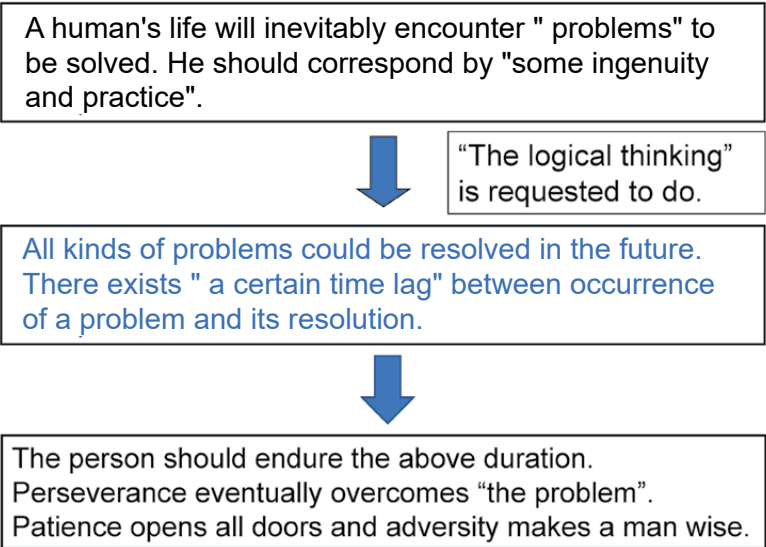 A human's life will inevitably encounter " problems" to
be solved. He should correspond by "some ingenuity
and practice".
“The logical thinking”
is requested to do.
All kinds of problems could be resolved in the future.
There exists " a certain time lag" between occurrence
of a problem and its resolution.
The person should endure the above duration.
Perseverance eventually overcomes “the problem”.
Patience opens all doors and adversity makes a man wise.